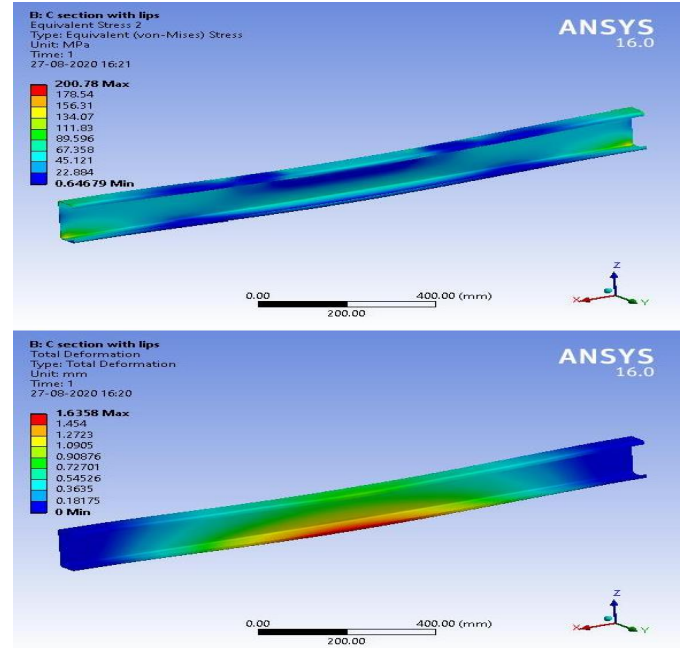 B: C section with lips
Equivalent Stress 2
Type: Equivalent (von-Mises) Stress
Unit: MPa
Time: 1
27-08-2020 16:21
ANSYS
16.0
200.78 Max
178.54
156.31
134.07
111.83
89.596
67.358
45.121
22.884
0.64679 Min
0.00
400.00 (mm)
200.00
Z
X
Y
B: C section with lips
Total Deformation
Type: Total Deformation
Unit: mm
Time: 1
27-08-2020 16:20
ANSYS
16.0
1.6358 Max
1.454
1.2723
1.0905
0.90876
0.72701
0.54526
0.3635
0.18175
0 Min
0.00
400.00 (mm)
200.00
Z
X
Y